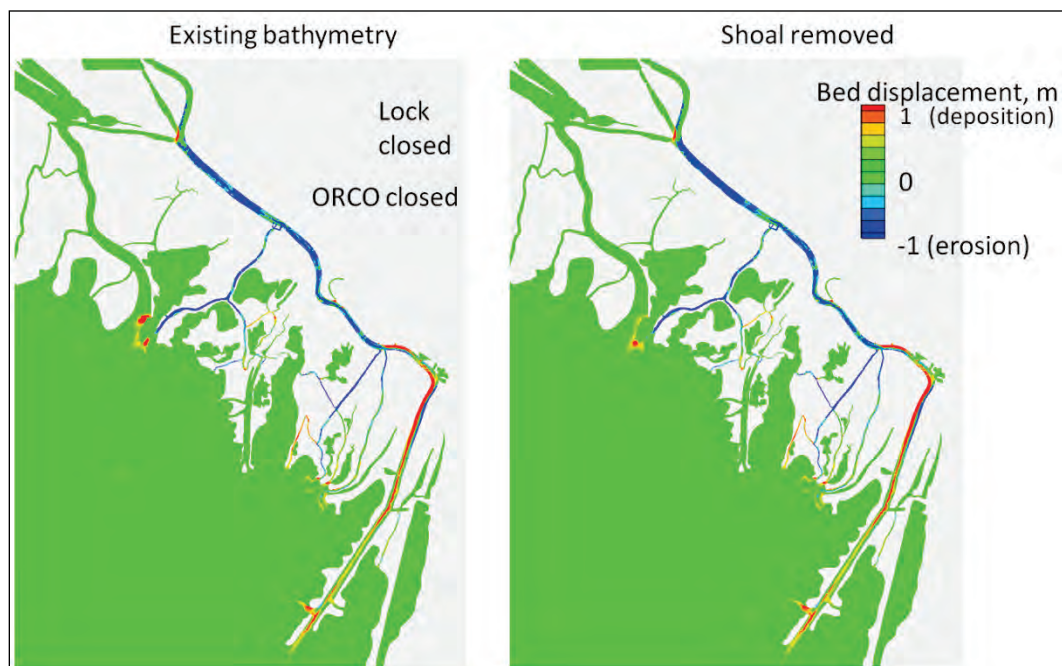 Existing bathymetry
Shoal removed
Lock
closed
ORCO closed
Bed displacement, m
1 (deposition)
0
-1 (erosion)